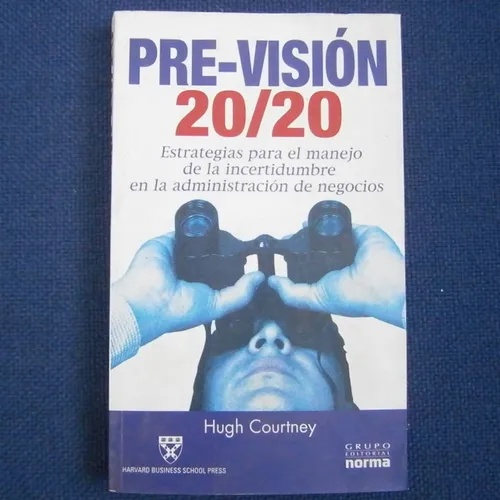 PRE-VISIÓN
20/20
Estrategias para el manejo
de la incertidumbre
en la administración de negocios
Hugh Courtney
HARVARD BUSINESS SCHOOL PRESS
GRUPO
EDITORIAL
norma